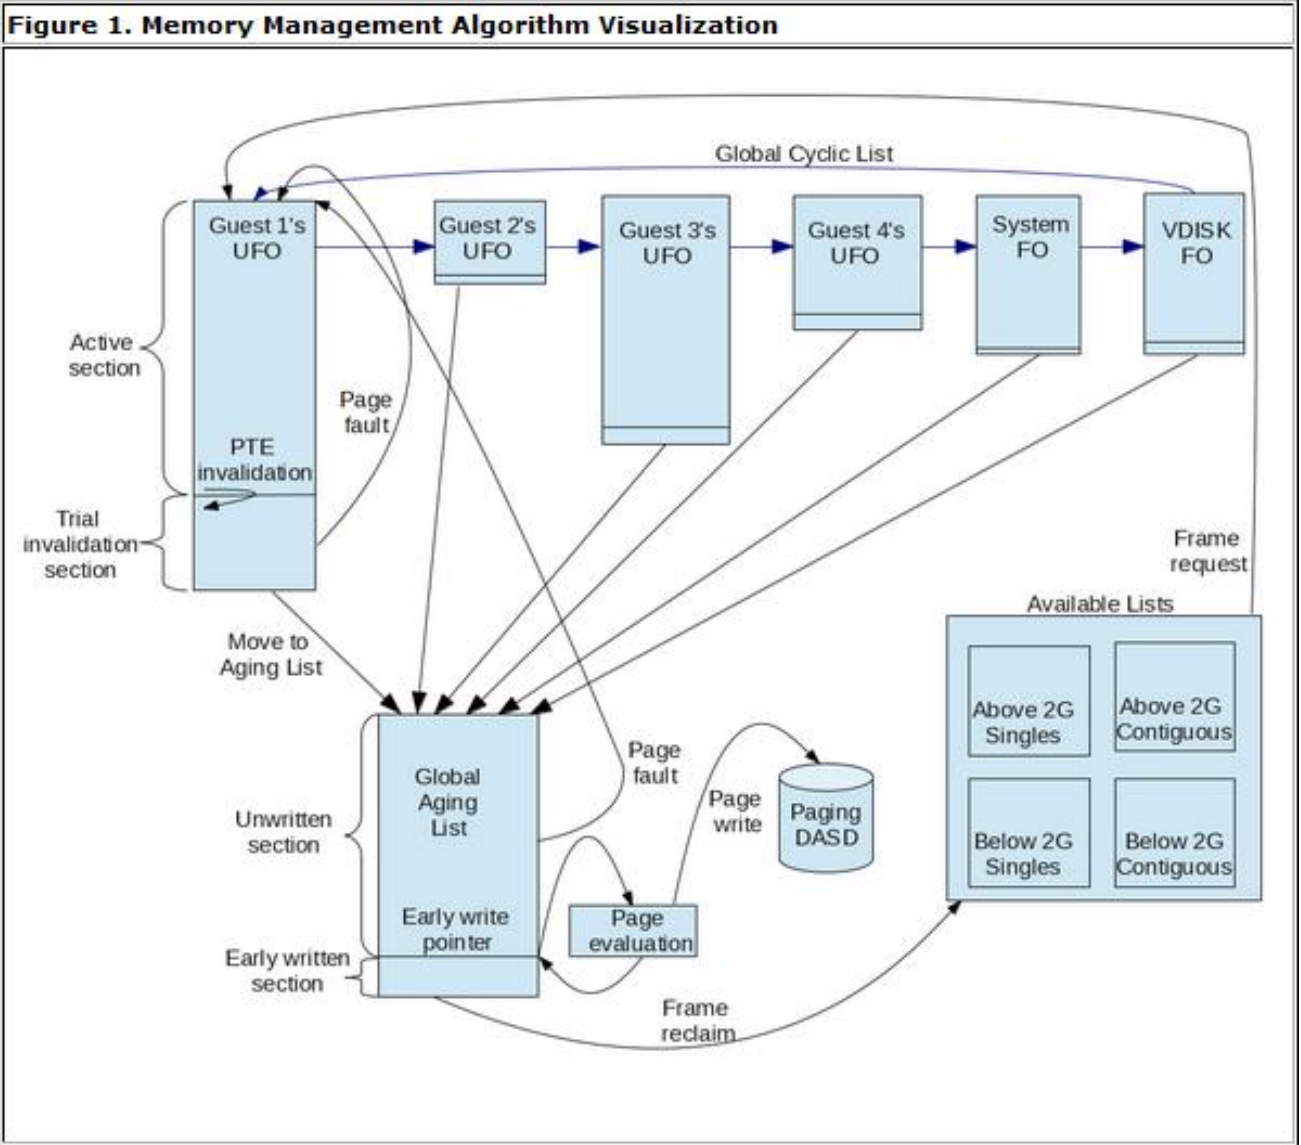 Figure 1. Memory Management Algorithm Visualization
Global Cyclic List
Guest 1's
UFO
Guest 2's
UFO
Guest 3's
UFO
Guest 4's
UFO
System
FO
VDISK
FO
Active
section
Page
fault
PTE
invalidation
Trial
invalidation
section
Frame
request
Available Lists
Move to
Aging List
Above 2G
Singles
Above 2G
Contiguous
Below 2G
Singles
Below 2G
Contiguous
Global
Aging
List
Page
fault
Page
write
Paging
DASD
Unwritten
section
Early write
pointer
Page
evaluation
Early written
section
Frame
reclaim